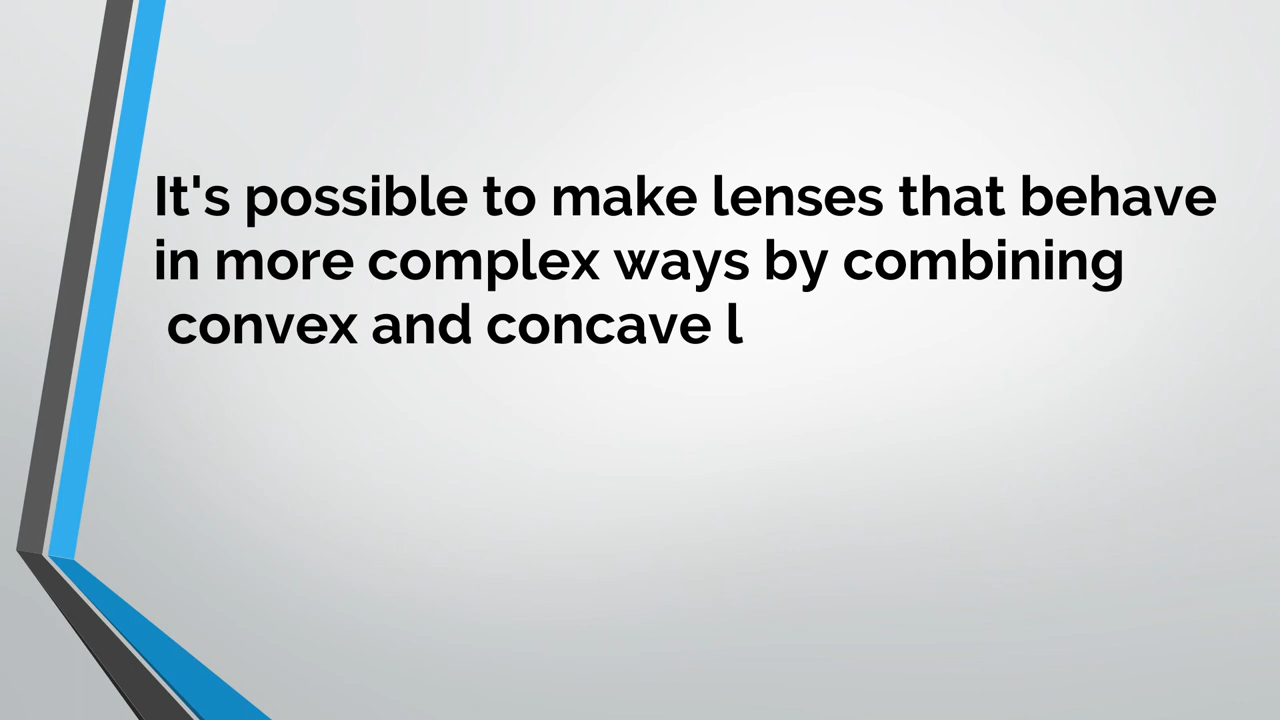 It's possible to make lenses that behave
in more complex ways by combining
convex and concave l